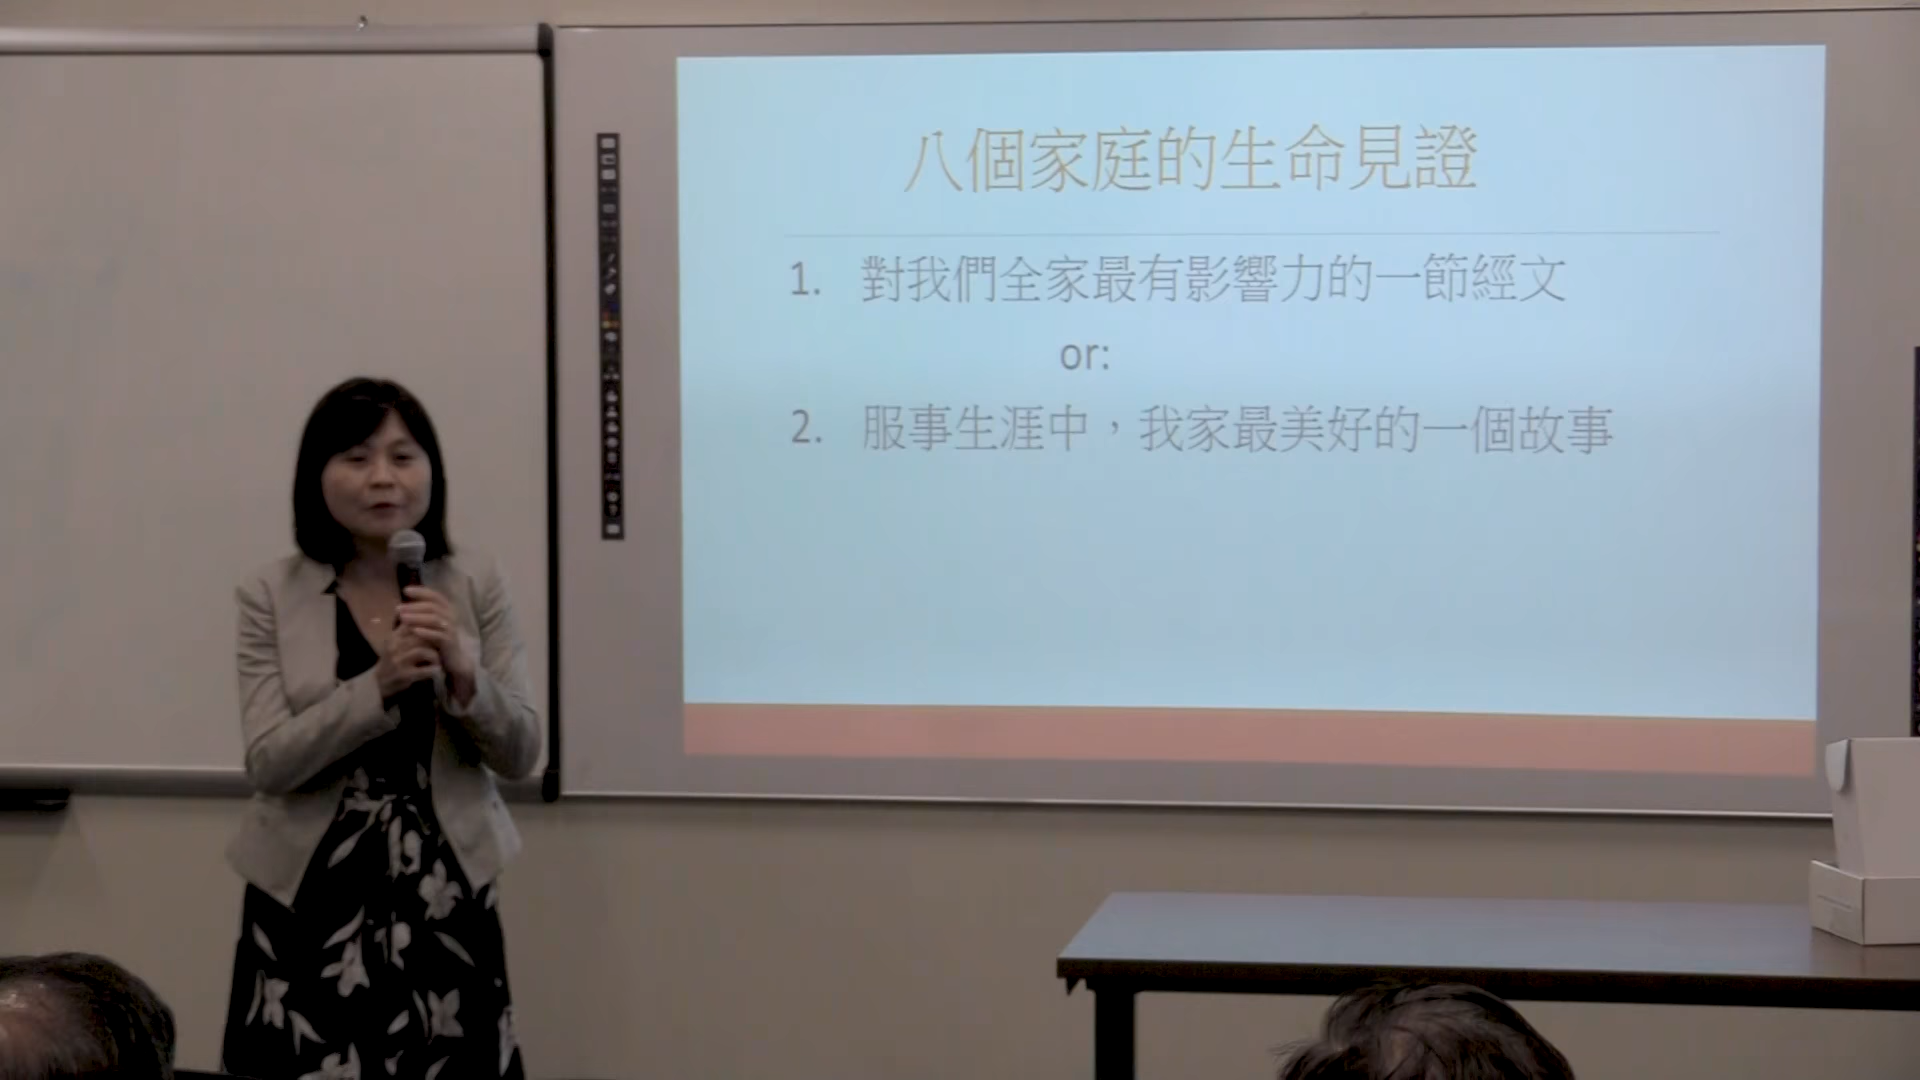 八個家庭的生命見證
1. 對我們全家最有影響力的一節經文
or:
2. 服事生涯中，我家最美好的一個故事